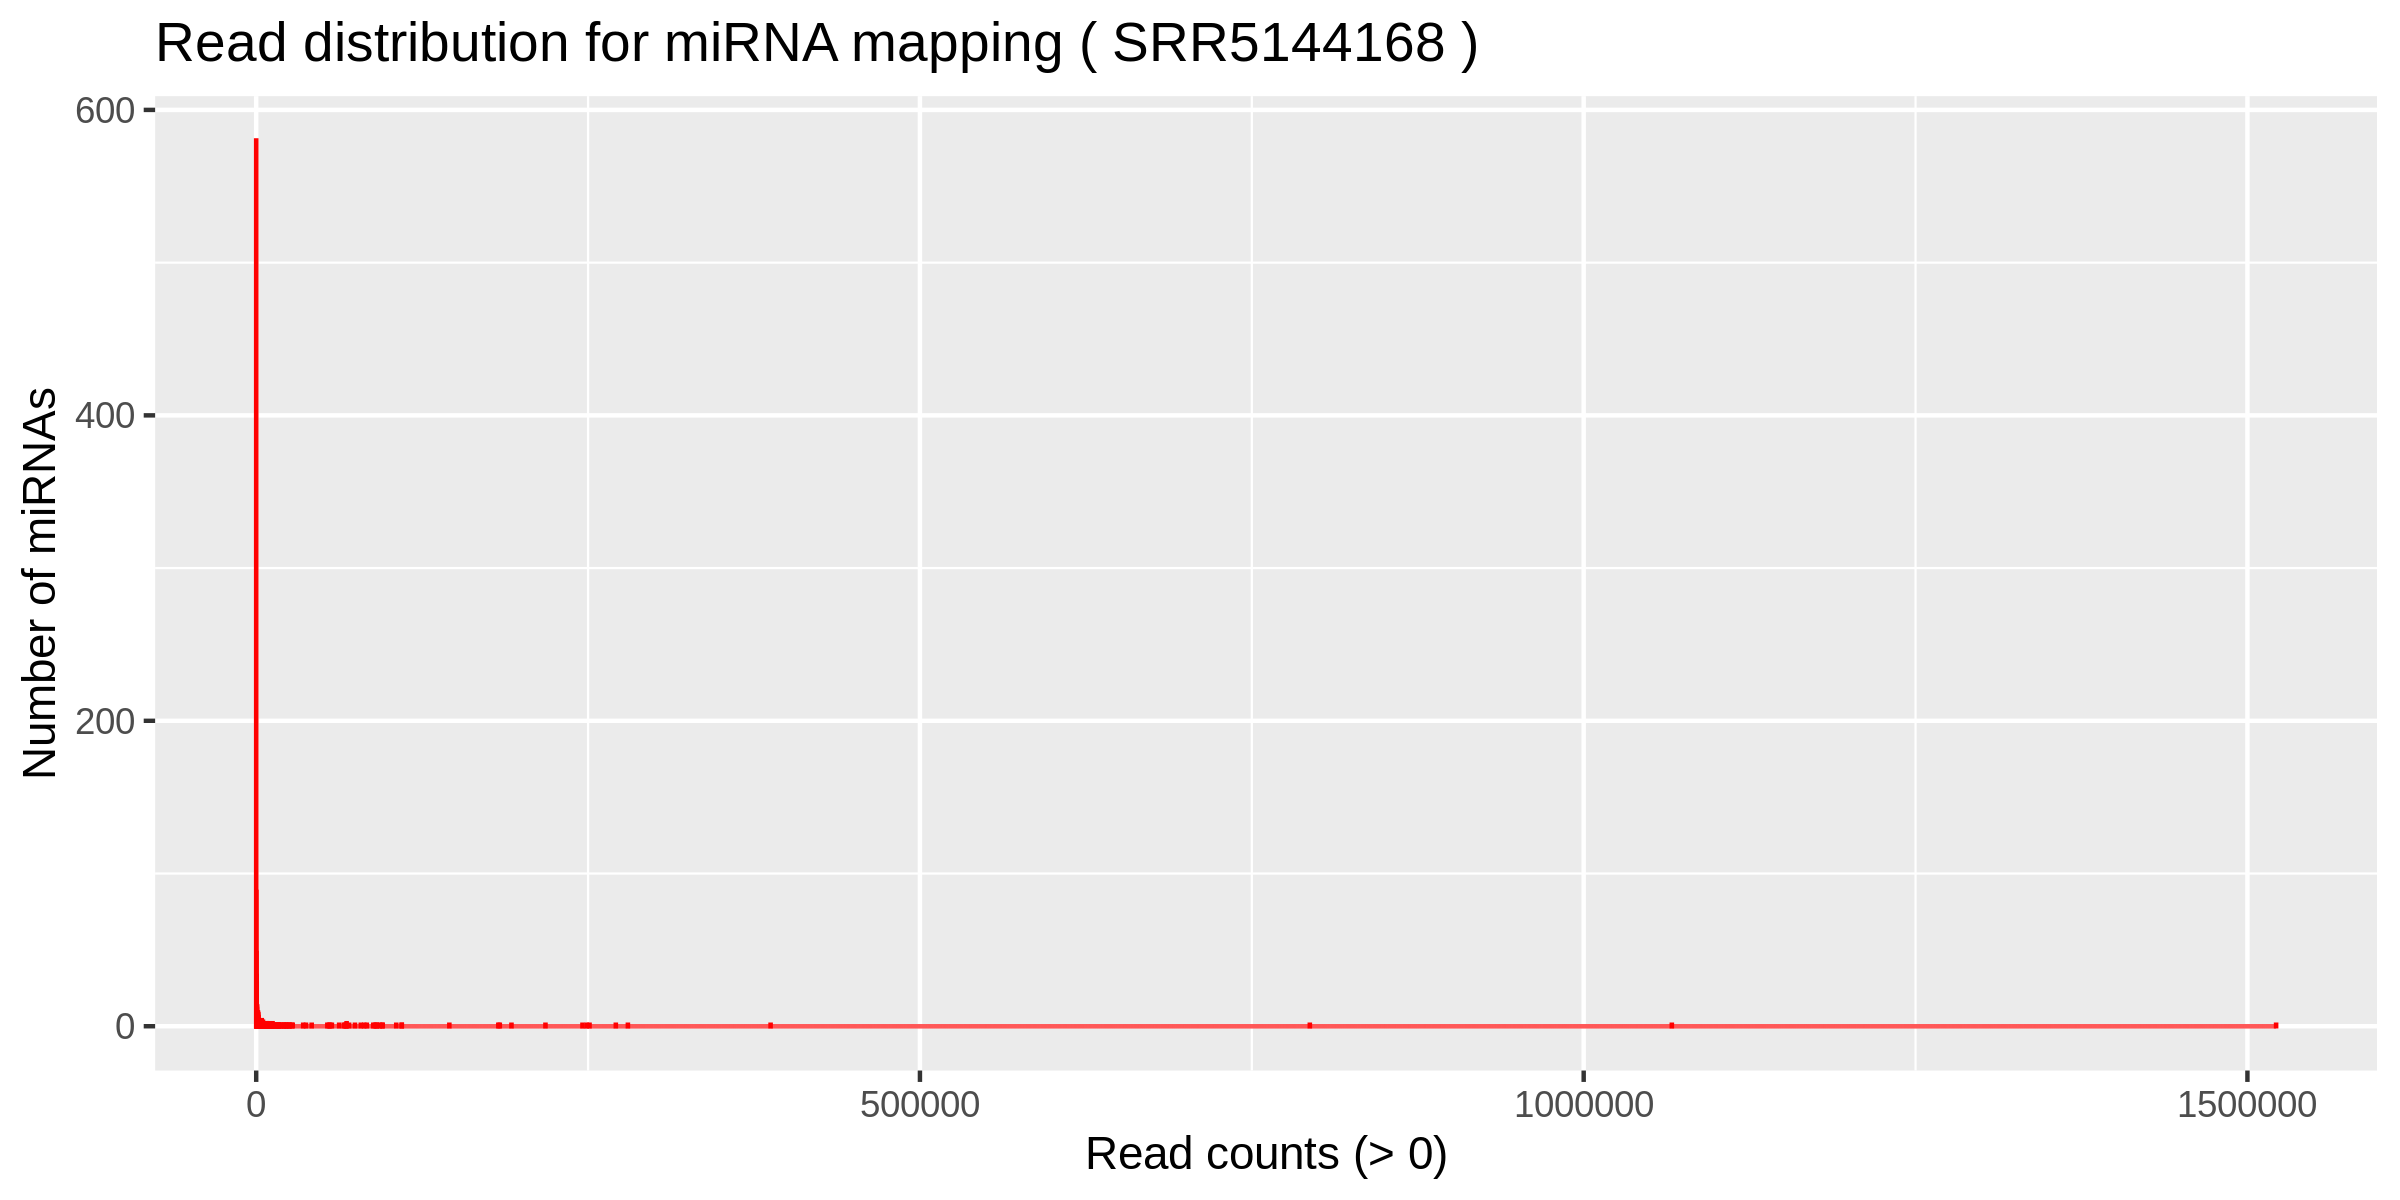 Read distribution for miRNA mapping ( SRR5144168 )
600
400
200
0
Number of miRNAs
0 500000 1000000 1500000
Read counts (> 0)